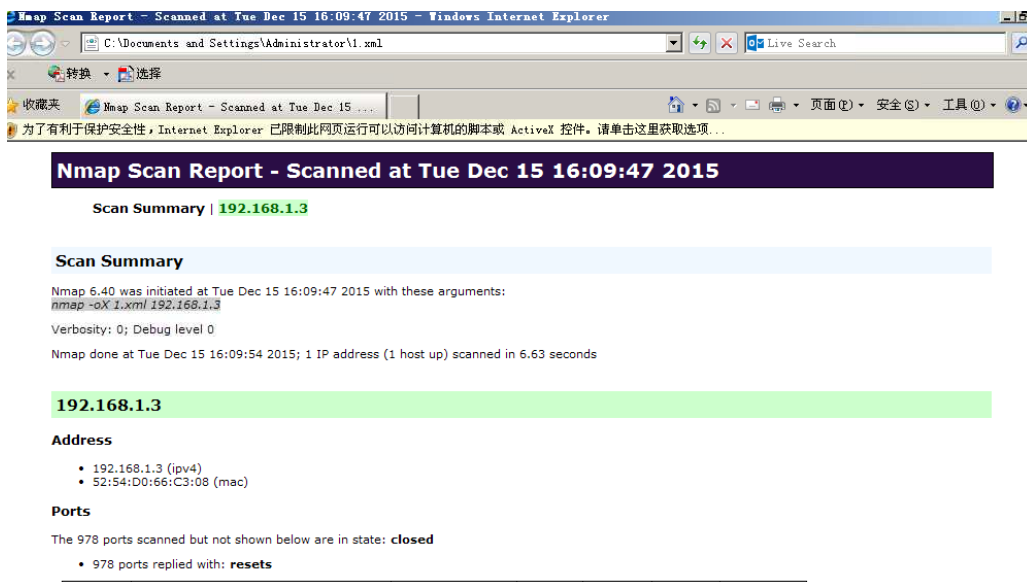 Nmap Scan Report - Scanned at Tue Dec 15 16:09:47 2015 - Windows Internet Explorer
C:\Documents and Settings\Administrator\1.xml
Live Search
转换
选择
收藏夹
Nmap Scan Report - Scanned at Tue Dec 15 ...
页面(P)
安全(S)
工具(O)
为了有利于保护安全性，Internet Explorer 已限制此网页运行可以访问计算机的脚本或 ActiveX 控件。请单击这里获取选项...
Nmap Scan Report - Scanned at Tue Dec 15 16:09:47 2015
Scan Summary | 192.168.1.3
Scan Summary
Nmap 6.40 was initiated at Tue Dec 15 16:09:47 2015 with these arguments:
nmap -oX 1.xml 192.168.1.3
Verbosity: 0; Debug level 0
Nmap done at Tue Dec 15 16:09:54 2015; 1 IP address (1 host up) scanned in 6.63 seconds
192.168.1.3
Address
• 192.168.1.3 (ipv4)
• 52:54:D0:66:C3:08 (mac)
Ports
The 978 ports scanned but not shown below are in state: closed
• 978 ports replied with: resets